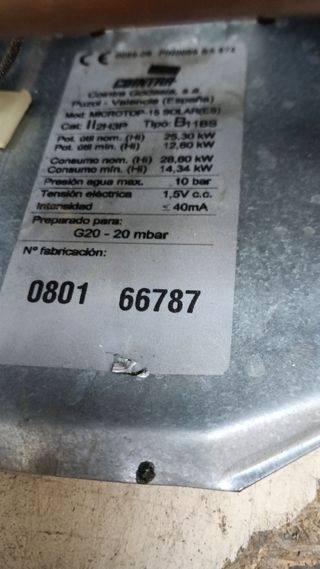 CE
COINTRA
Cointra Godesia, s.a.
Puzol - Valencia (España)
Mod: MICROTOP-15 SOLAR(ES)
Cat: II2H3P Tipo: B11BS
Pot. útil nom. (Hi) 25,30 kW
Pot. útil mín. (Hi) 12,60 kW
Consumo nom. (Hi) 28,60 kW
Consumo mín. (Hi) 14,34 kW
Presión agua max. 10 bar
Tensión eléctrica 1,5V c.c.
Intensidad ≤ 40mA
Preparado para:
G20 - 20 mbar
Nº fabricación:
0801 66787